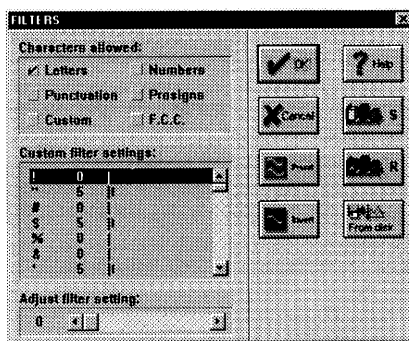 FILTERS
Characters allowed:
Letters Numbers
Punctuation Prosigns
Custom F.C.C.
OK Help
Cancel S
Custom filter settings:
! 0
" 5
# 0
$ 5
% 0
& 0
' 5
R
Invert From disk
Adjust filter setting:
0